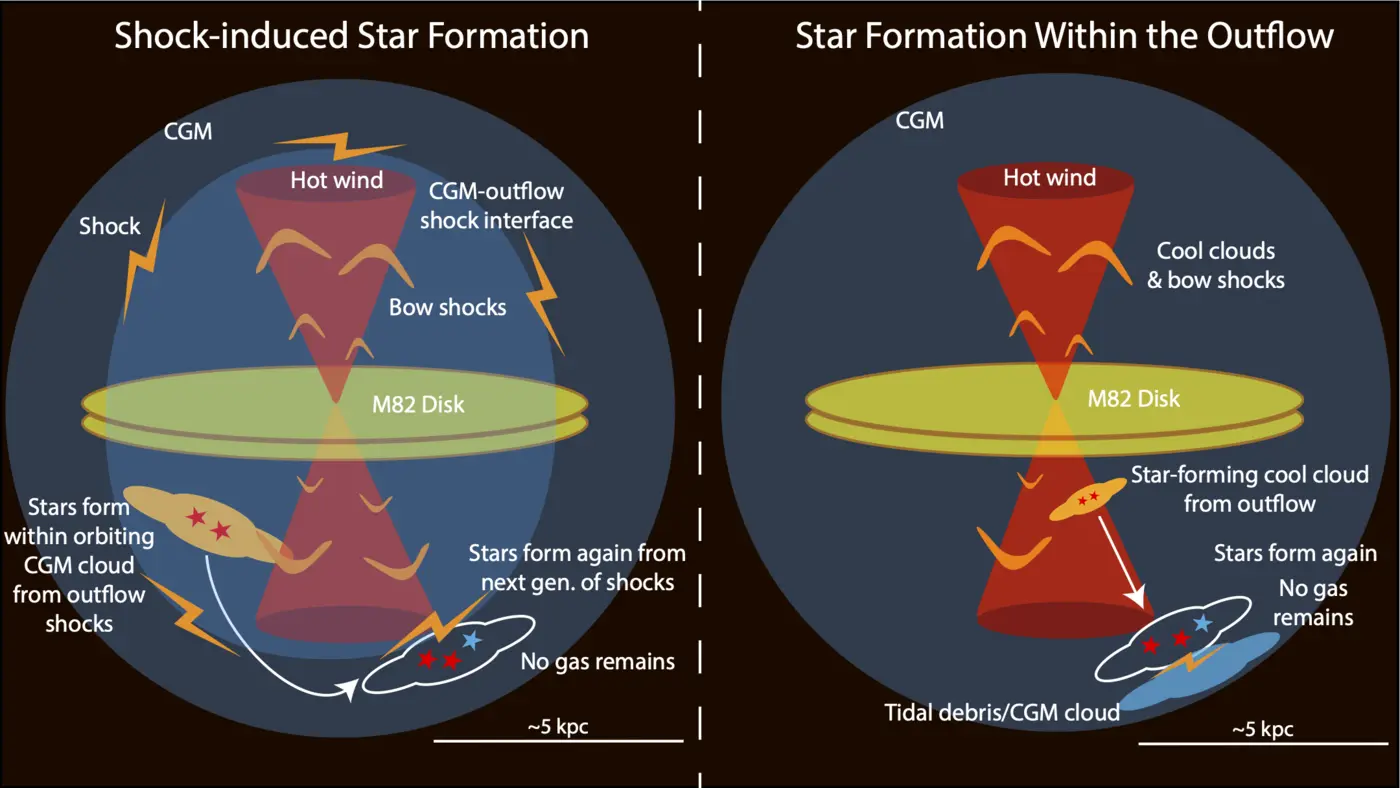 Shock-induced Star Formation
CGM
Hot wind
CGM-outflow
shock interface
Shock
Bow shocks
M82 Disk
Stars form
within orbiting
CGM cloud
from outflow
shocks
Stars form again from
next gen. of shocks
No gas remains
~5 kpc
Star Formation Within the Outflow
CGM
Hot wind
Cool clouds
& bow shocks
M82 Disk
Star-forming cool cloud
from outflow
Stars form again
No gas
remains
Tidal debris/CGM cloud
~5 kpc